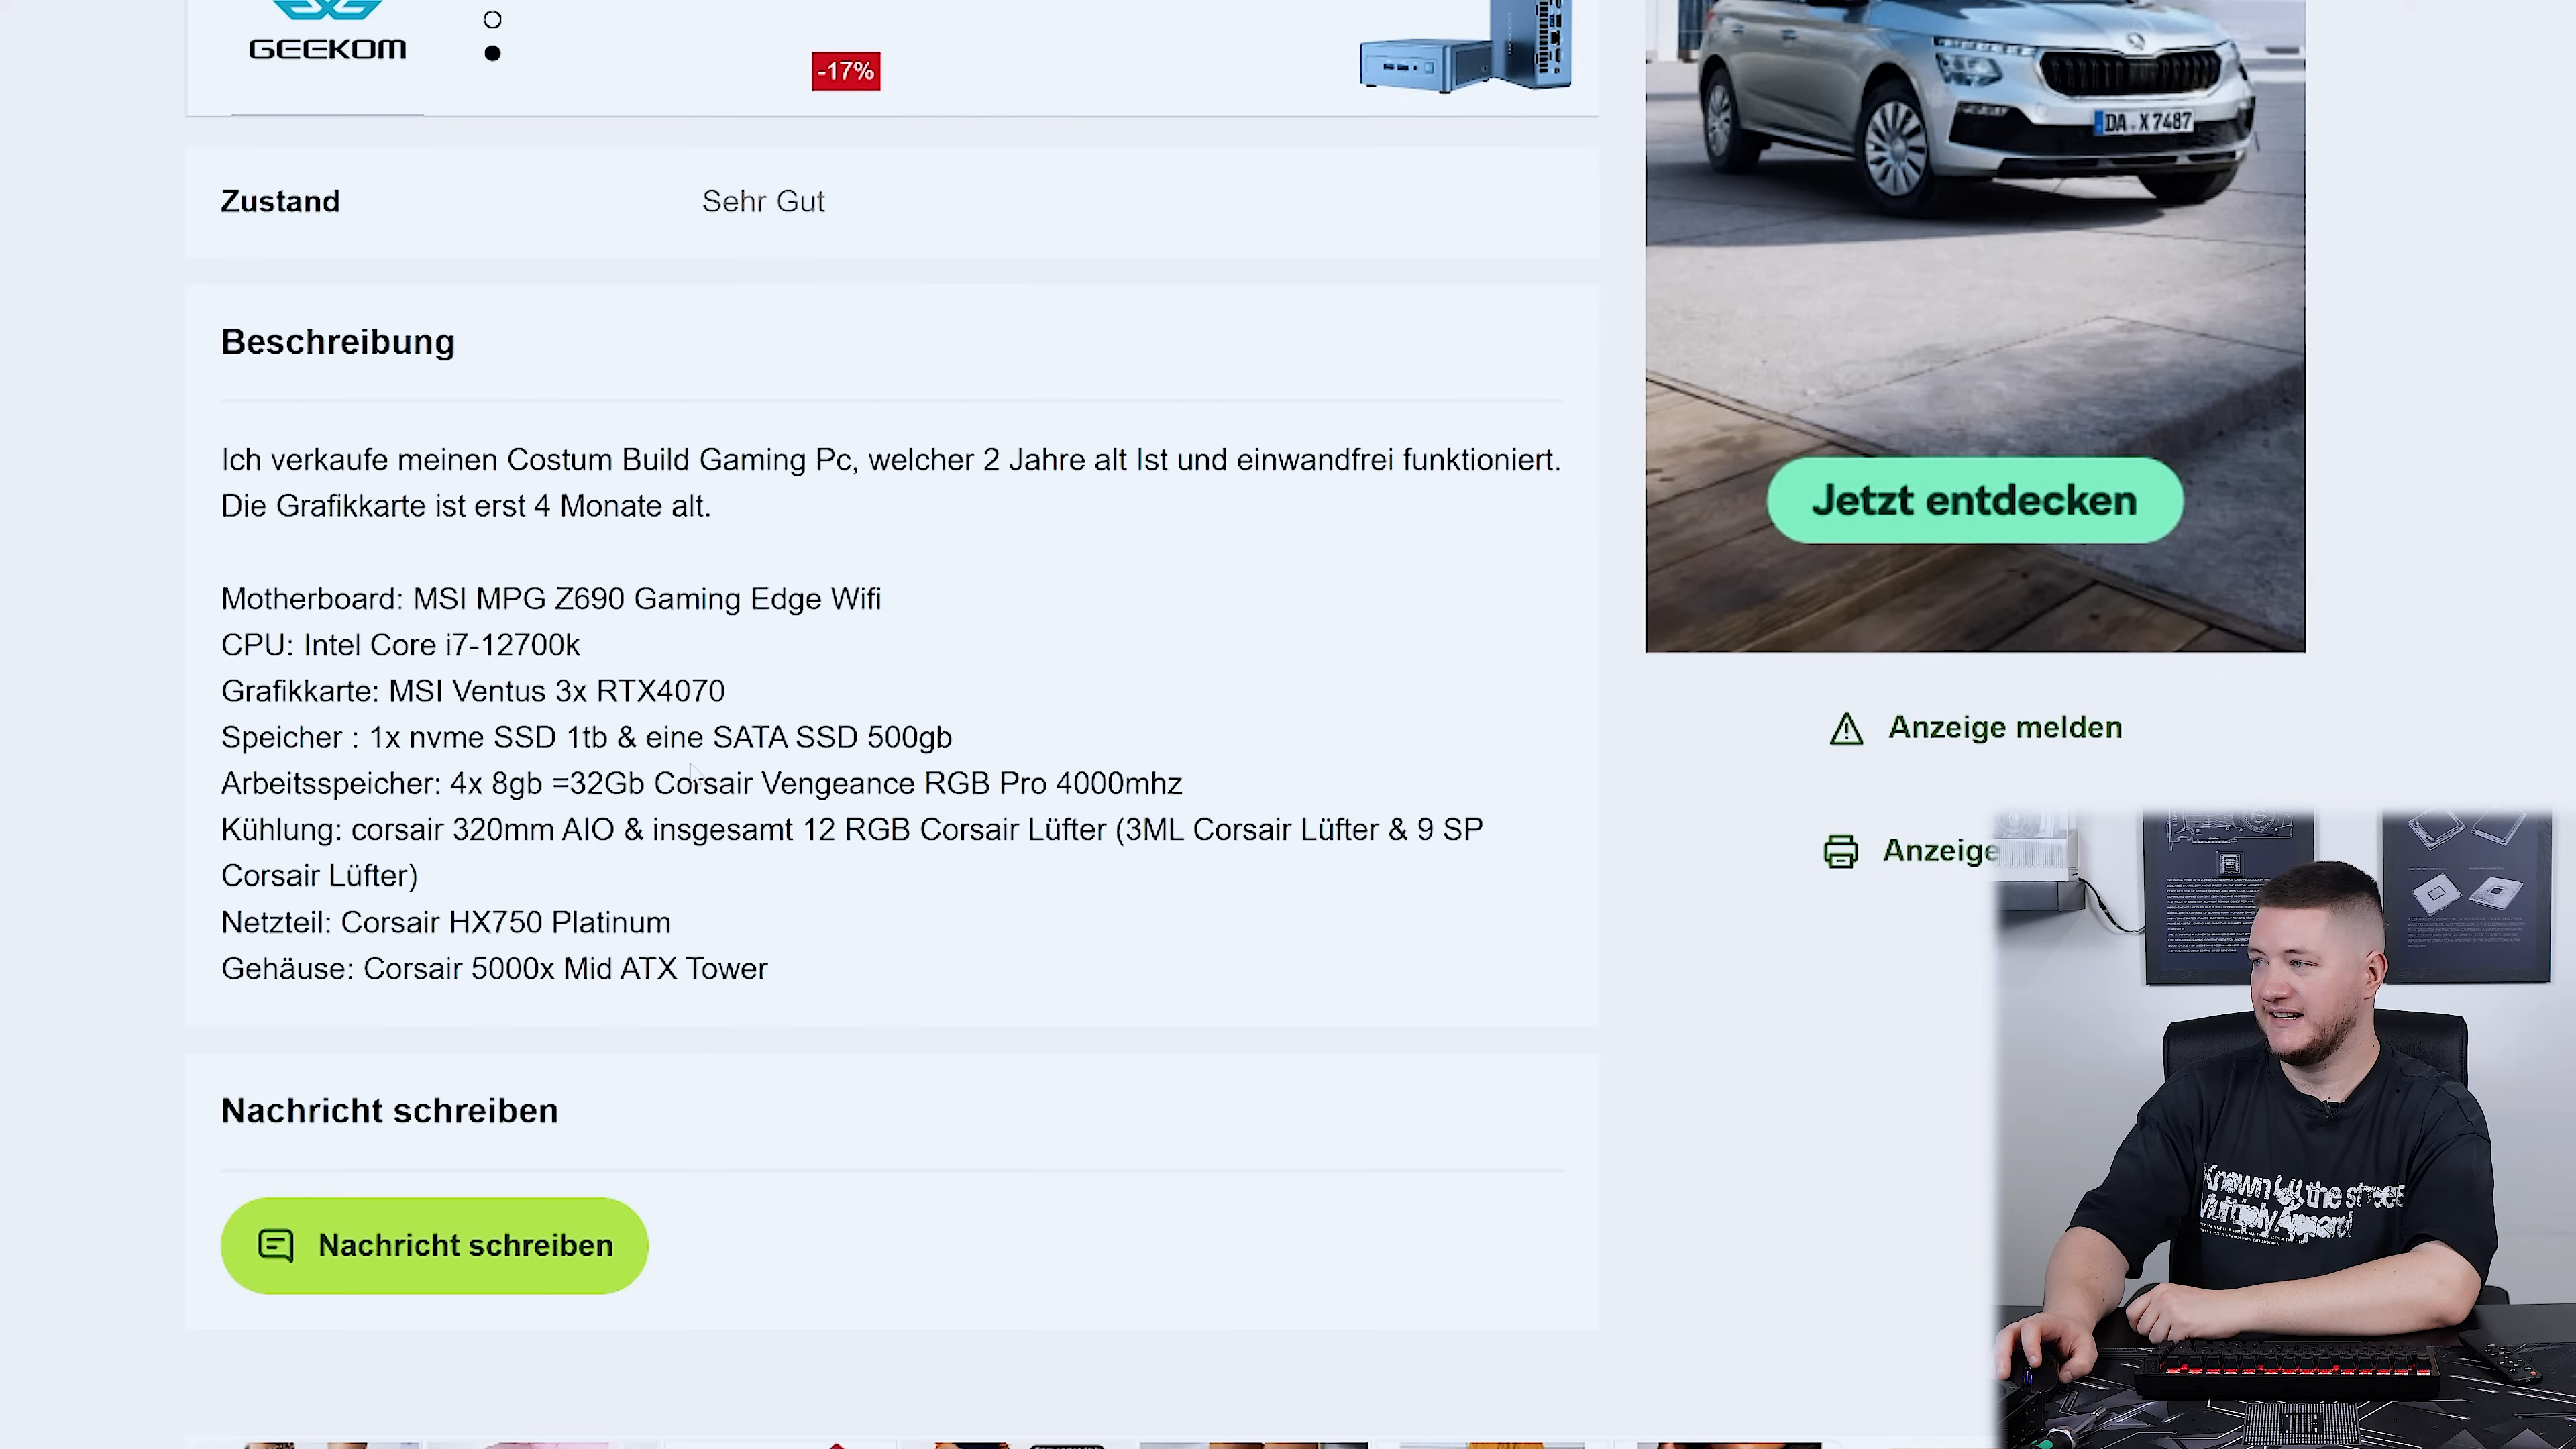 GEEKOM
-17%
DA X 7487
Zustand
Sehr Gut
Beschreibung
Ich verkaufe meinen Costum Build Gaming Pc, welcher 2 Jahre alt Ist und einwandfrei funktioniert.
Die Grafikkarte ist erst 4 Monate alt.
Motherboard: MSI MPG Z690 Gaming Edge Wifi
CPU: Intel Core i7-12700k
Grafikkarte: MSI Ventus 3x RTX4070
Speicher : 1x nvme SSD 1tb & eine SATA SSD 500gb
Arbeitsspeicher: 4x 8gb =32Gb Corsair Vengeance RGB Pro 4000mhz
Kühlung: corsair 320mm AIO & insgesamt 12 RGB Corsair Lüfter (3ML Corsair Lüfter & 9 SP
Corsair Lüfter)
Netzteil: Corsair HX750 Platinum
Gehäuse: Corsair 5000x Mid ATX Tower
Jetzt entdecken
Anzeige melden
Anzeige
Nachricht schreiben
Nachricht schreiben
Known the streets
Multiply Apparel